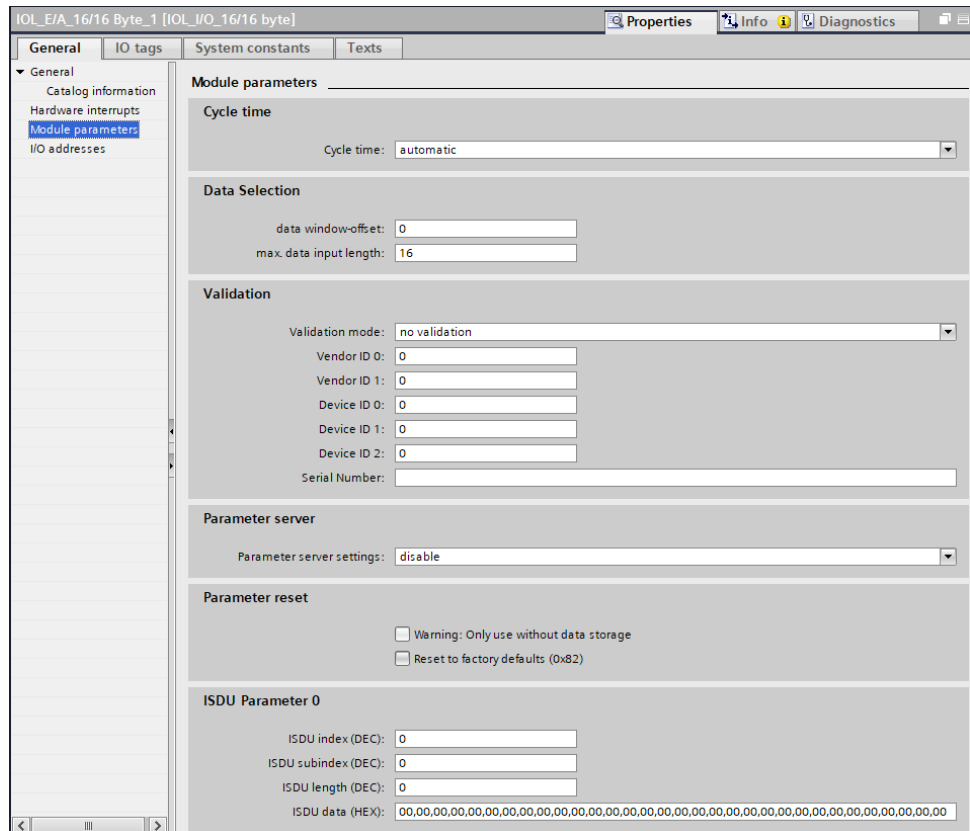 IOL_E/A_16/16 Byte_1 [IOL_I/O_16/16 byte]
Properties
Info
Diagnostics
General
IO tags
System constants
Texts
General
Catalog information
Hardware interrupts
Module parameters
I/O addresses
Module parameters
Cycle time
Cycle time: automatic
Data Selection
data window-offset: 0
max. data input length: 16
Validation
Validation mode: no validation
Vendor ID 0: 0
Vendor ID 1: 0
Device ID 0: 0
Device ID 1: 0
Device ID 2: 0
Serial Number:
Parameter server
Parameter server settings: disable
Parameter reset
Warning: Only use without data storage
Reset to factory defaults (0x82)
ISDU Parameter 0
ISDU index (DEC): 0
ISDU subindex (DEC): 0
ISDU length (DEC): 0
ISDU data (HEX): 00,00,00,00,00,00,00,00,00,00,00,00,00,00,00,00,00,00,00,00,00,00,00,00,00,00,00,00,00,00,00,00